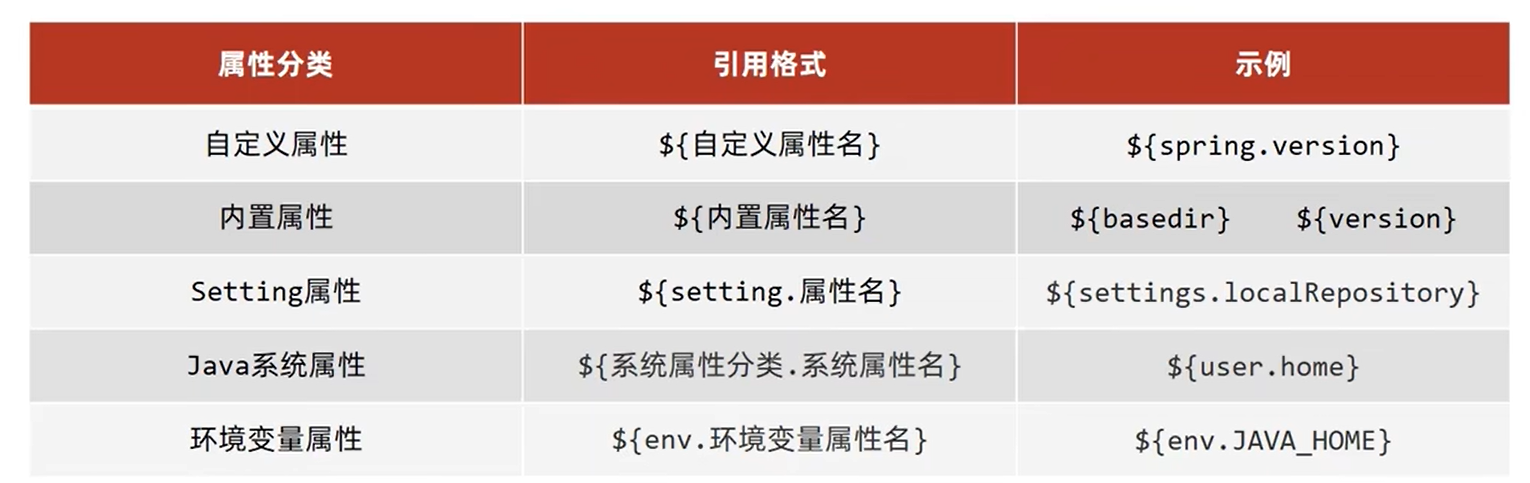 属性分类 引用格式 示例
自定义属性 ${自定义属性名} ${spring.version}
内置属性 ${内置属性名} ${basedir} ${version}
Setting属性 ${setting.属性名} ${settings.localRepository}
Java系统属性 ${系统属性分类.系统属性名} ${user.home}
环境变量属性 ${env.环境变量属性名} ${env.JAVA_HOME}